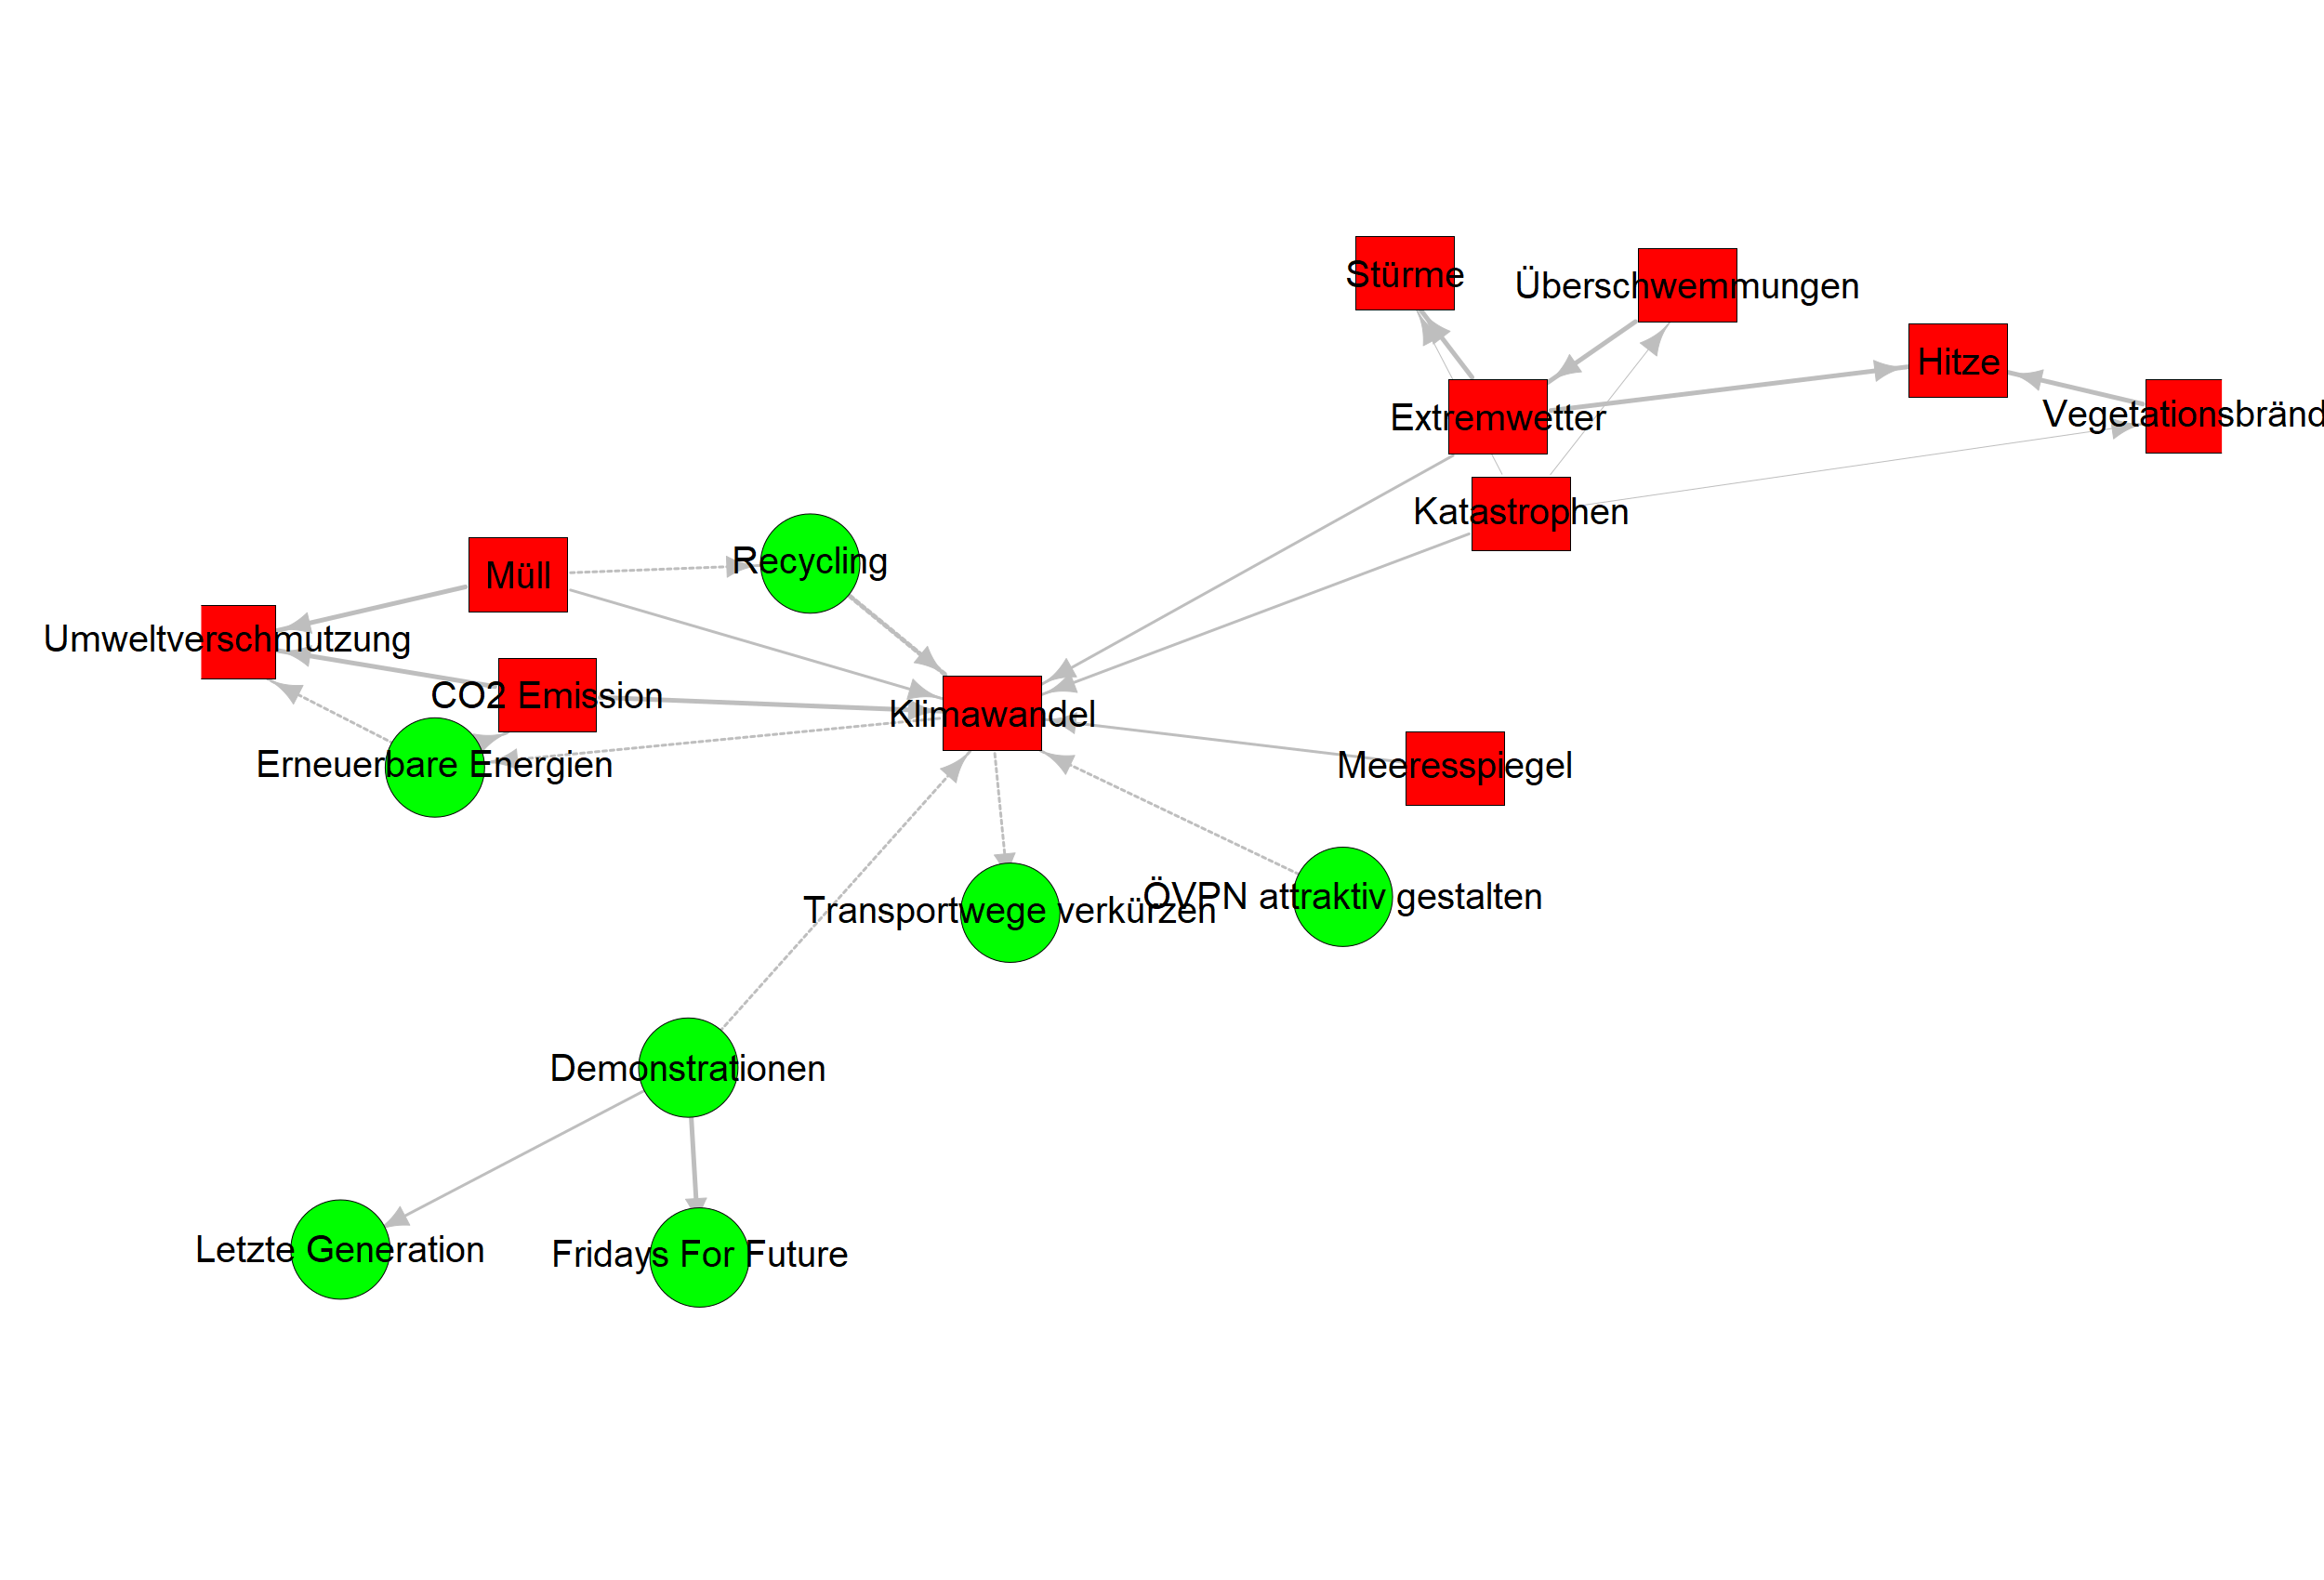 Stürme
Überschwemmungen
Hitze
Vegetationsbränd
Extremwetter
Katastrophen
Recycling
Müll
Umweltverschmutzung
CO2 Emission
Klimawandel
Erneuerbare Energien
Meeresspiegel
ÖVPN attraktiv gestalten
Transportwege verkürzen
Demonstrationen
Letzte Generation
Fridays For Future